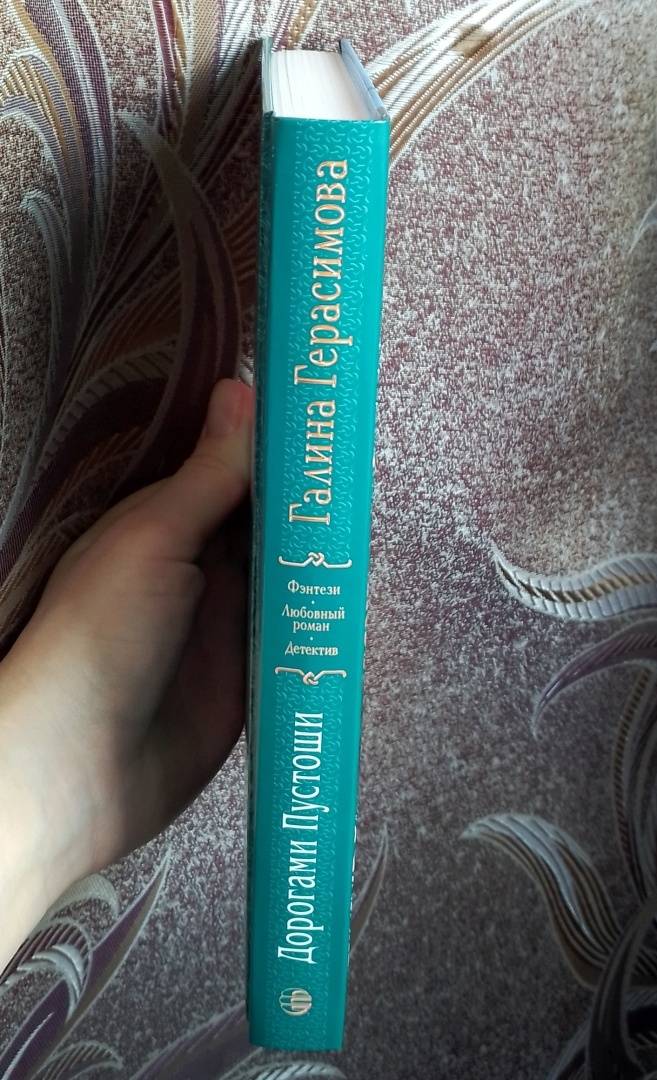 Галина Герасимова
Фэнтези
·
Любовный
роман
·
Детектив
Дорогами Пустоши